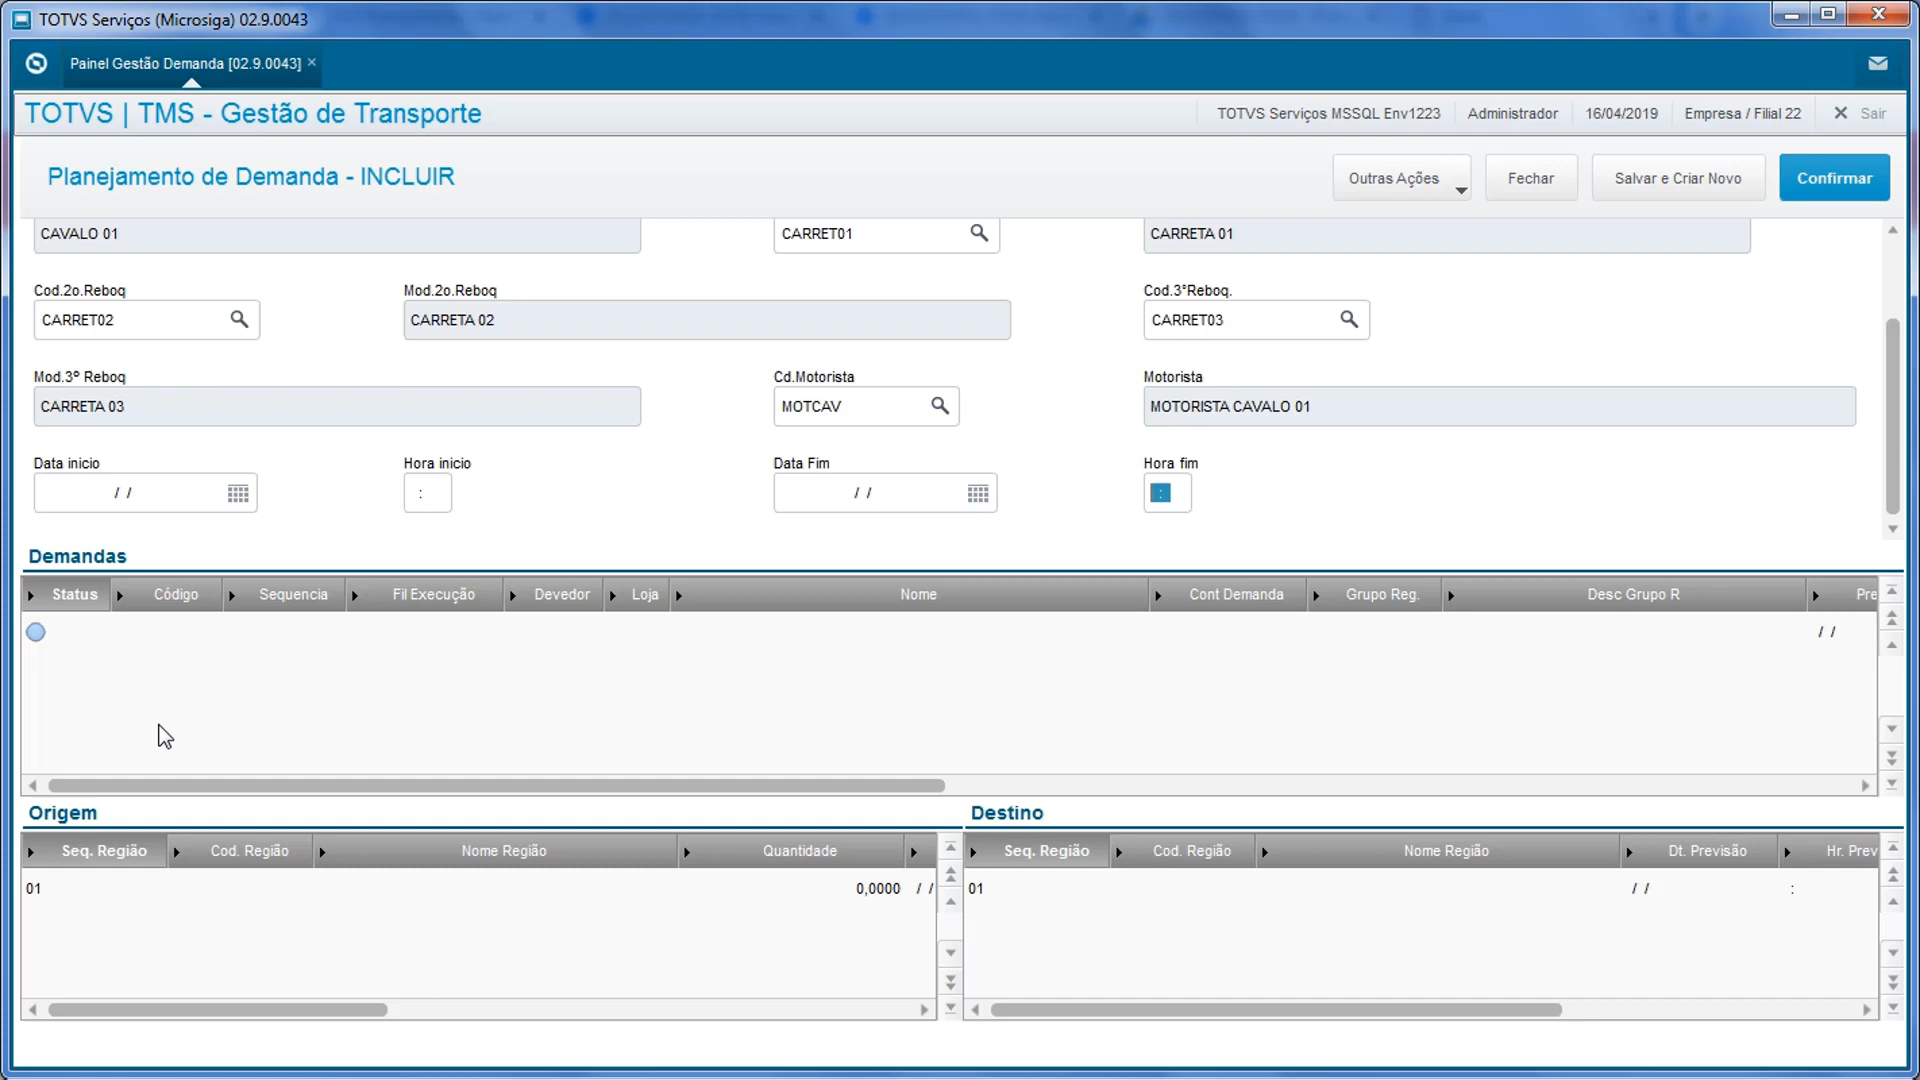 TOTVS Serviços (Microsiga) 02.9.0043
Painel Gestão Demanda [02.9.0043]
TOTVS | TMS - Gestão de Transporte
TOTVS Serviços MSSQL Env1223
Administrador
16/04/2019
Empresa / Filial 22
Sair
Planejamento de Demanda - INCLUIR
Outras Ações
Fechar
Salvar e Criar Novo
Confirmar
CAVALO 01
CARRET01
CARRETA 01
Cod.2o.Reboq
Mod.2o.Reboq
Cod.3°Reboq.
CARRET02
CARRETA 02
CARRET03
Mod.3º Reboq
Cd.Motorista
Motorista
CARRETA 03
MOTCAV
MOTORISTA CAVALO 01
Data inicio
Hora inicio
Data Fim
Hora fim
/ /
:
/ /
:
Demandas
Status Código Sequencia Fil Execução Devedor Loja Nome Cont Demanda Grupo Reg. Desc Grupo R Pre
/ /
Origem
Destino
Seq. Região Cod. Região Nome Região Quantidade
Seq. Região Cod. Região Nome Região Dt. Previsão Hr. Prev
01 0,0000 / /
01 / / :